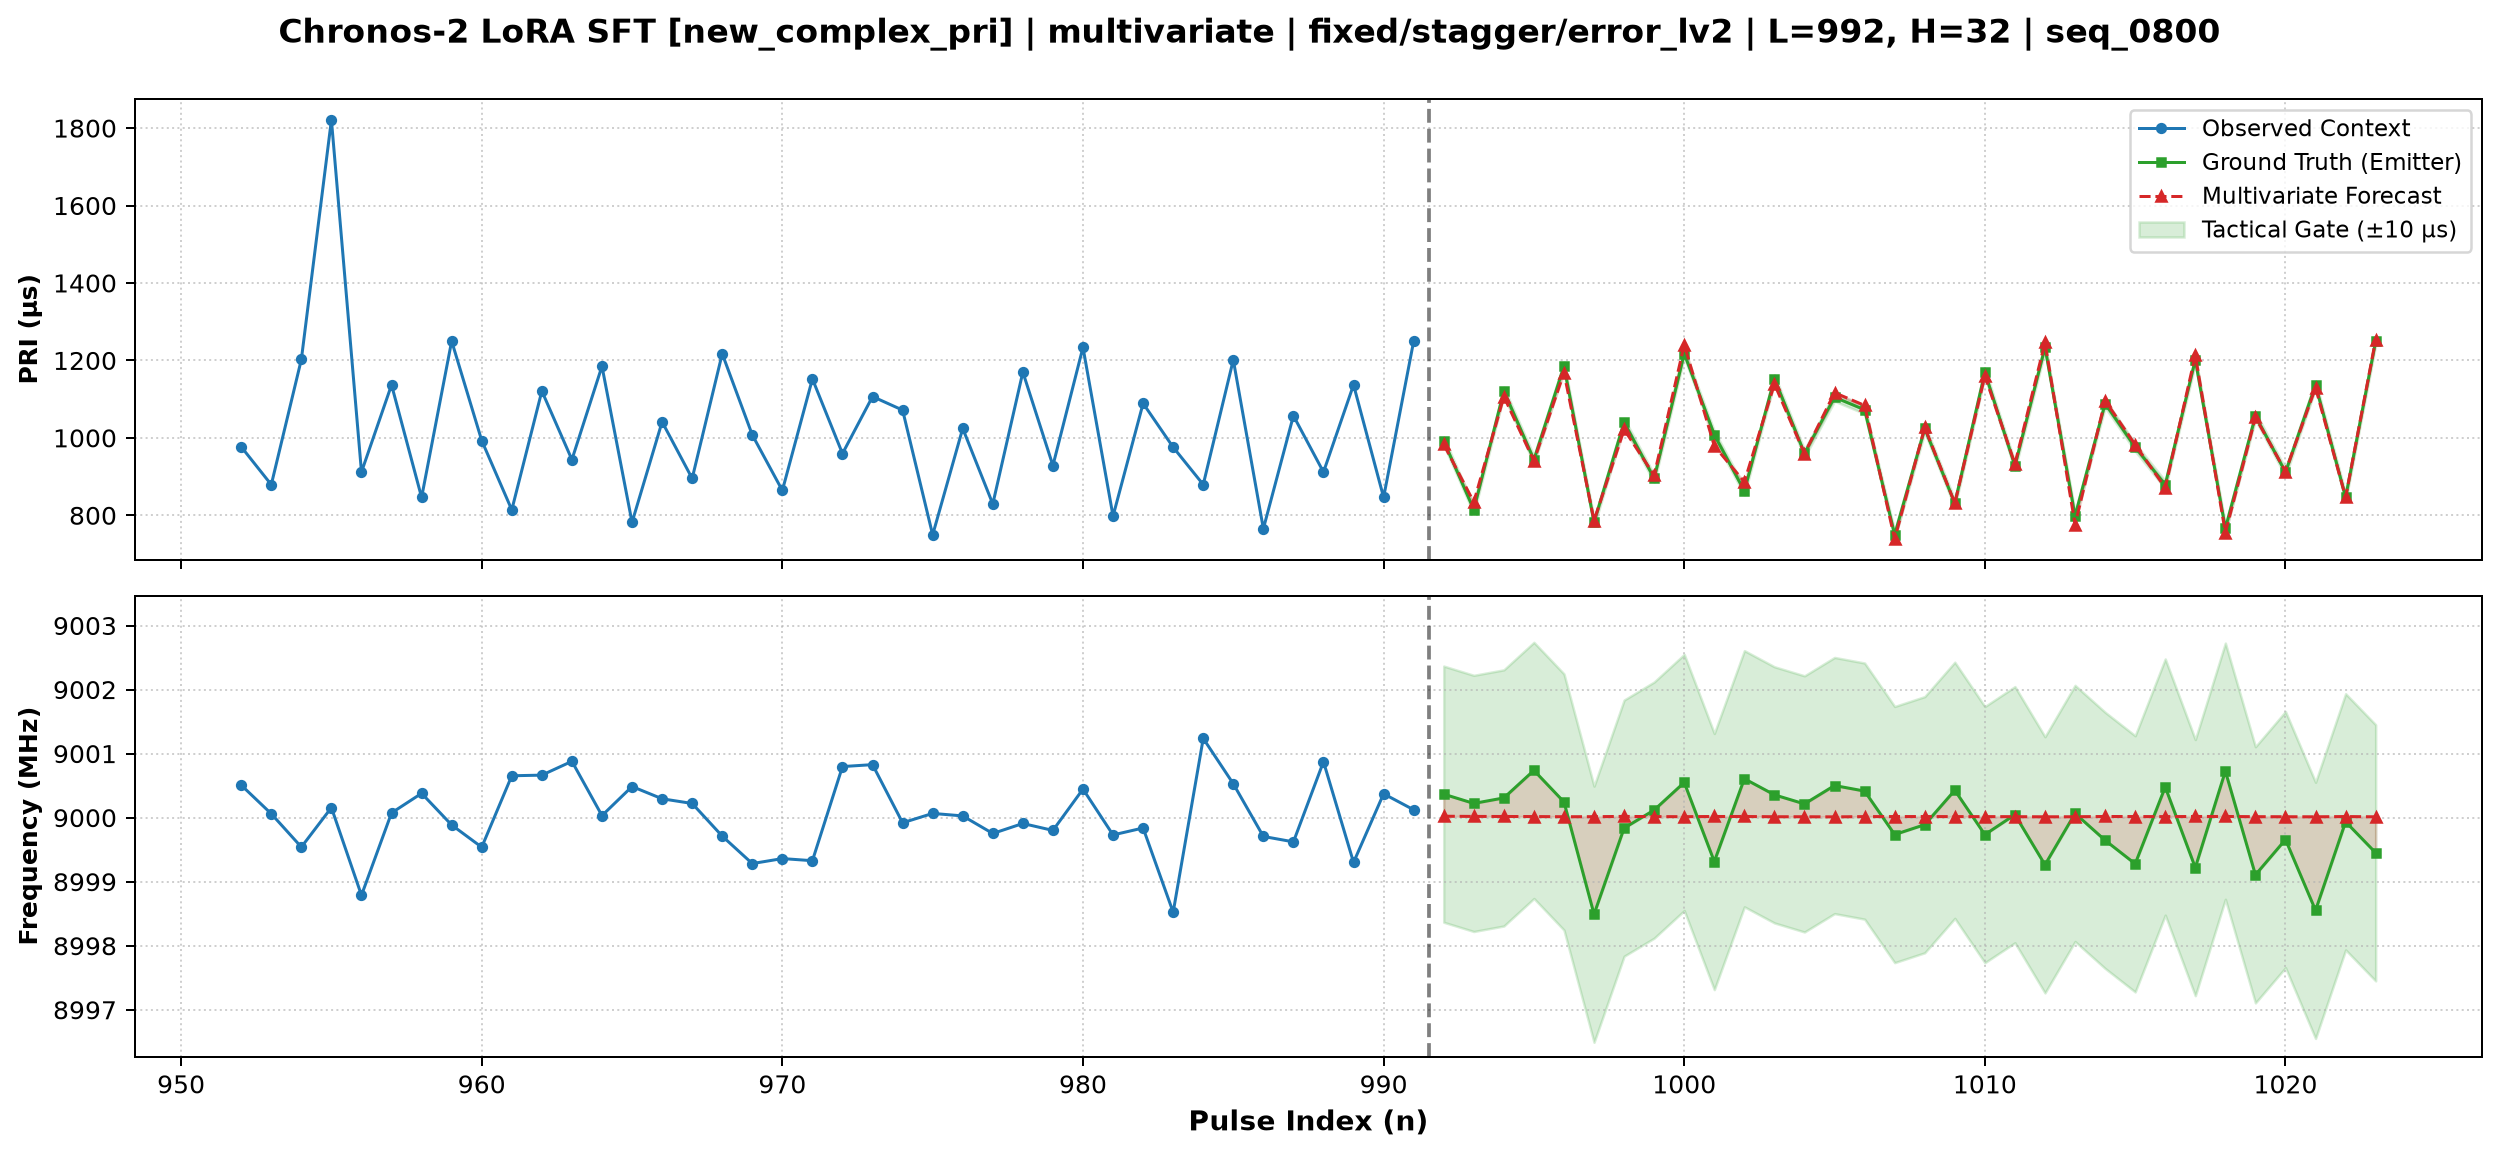 Chronos-2 LoRA SFT [new_complex_pri] | multivariate | fixed/stagger/error_lv2 | L=992, H=32 | seq_0800
PRI (µs)
1800
1600
1400
1200
1000
800
Observed Context
Ground Truth (Emitter)
Multivariate Forecast
Tactical Gate (±10 µs)
Frequency (MHz)
9003
9002
9001
9000
8999
8998
8997
950 960 970 980 990 1000 1010 1020
Pulse Index (n)